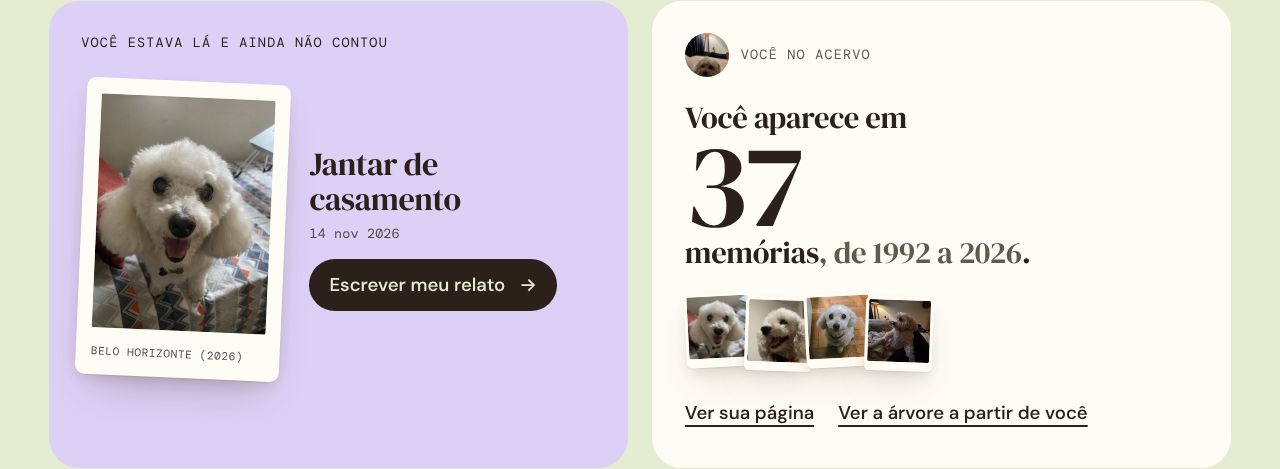 VOCÊ ESTAVA LÁ E AINDA NÃO CONTOU
BELO HORIZONTE (2026)
Jantar de
casamento
14 nov 2026
Escrever meu relato →
VOCÊ NO ACERVO
Você aparece em
37
memórias, de 1992 a 2026.
Ver sua página
Ver a árvore a partir de você